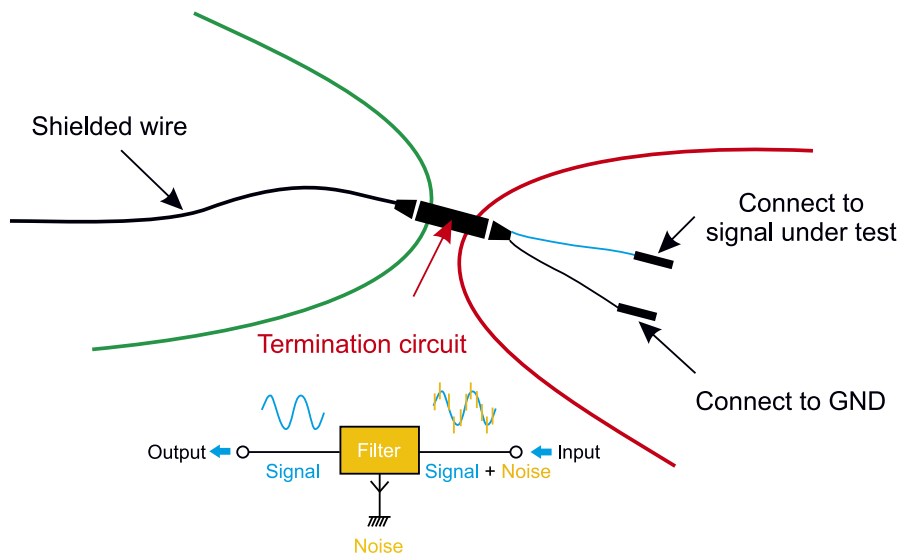 Shielded wire
Connect to
signal under test
Termination circuit
Connect to GND
Output
Filter
Input
Signal
Signal + Noise
Noise